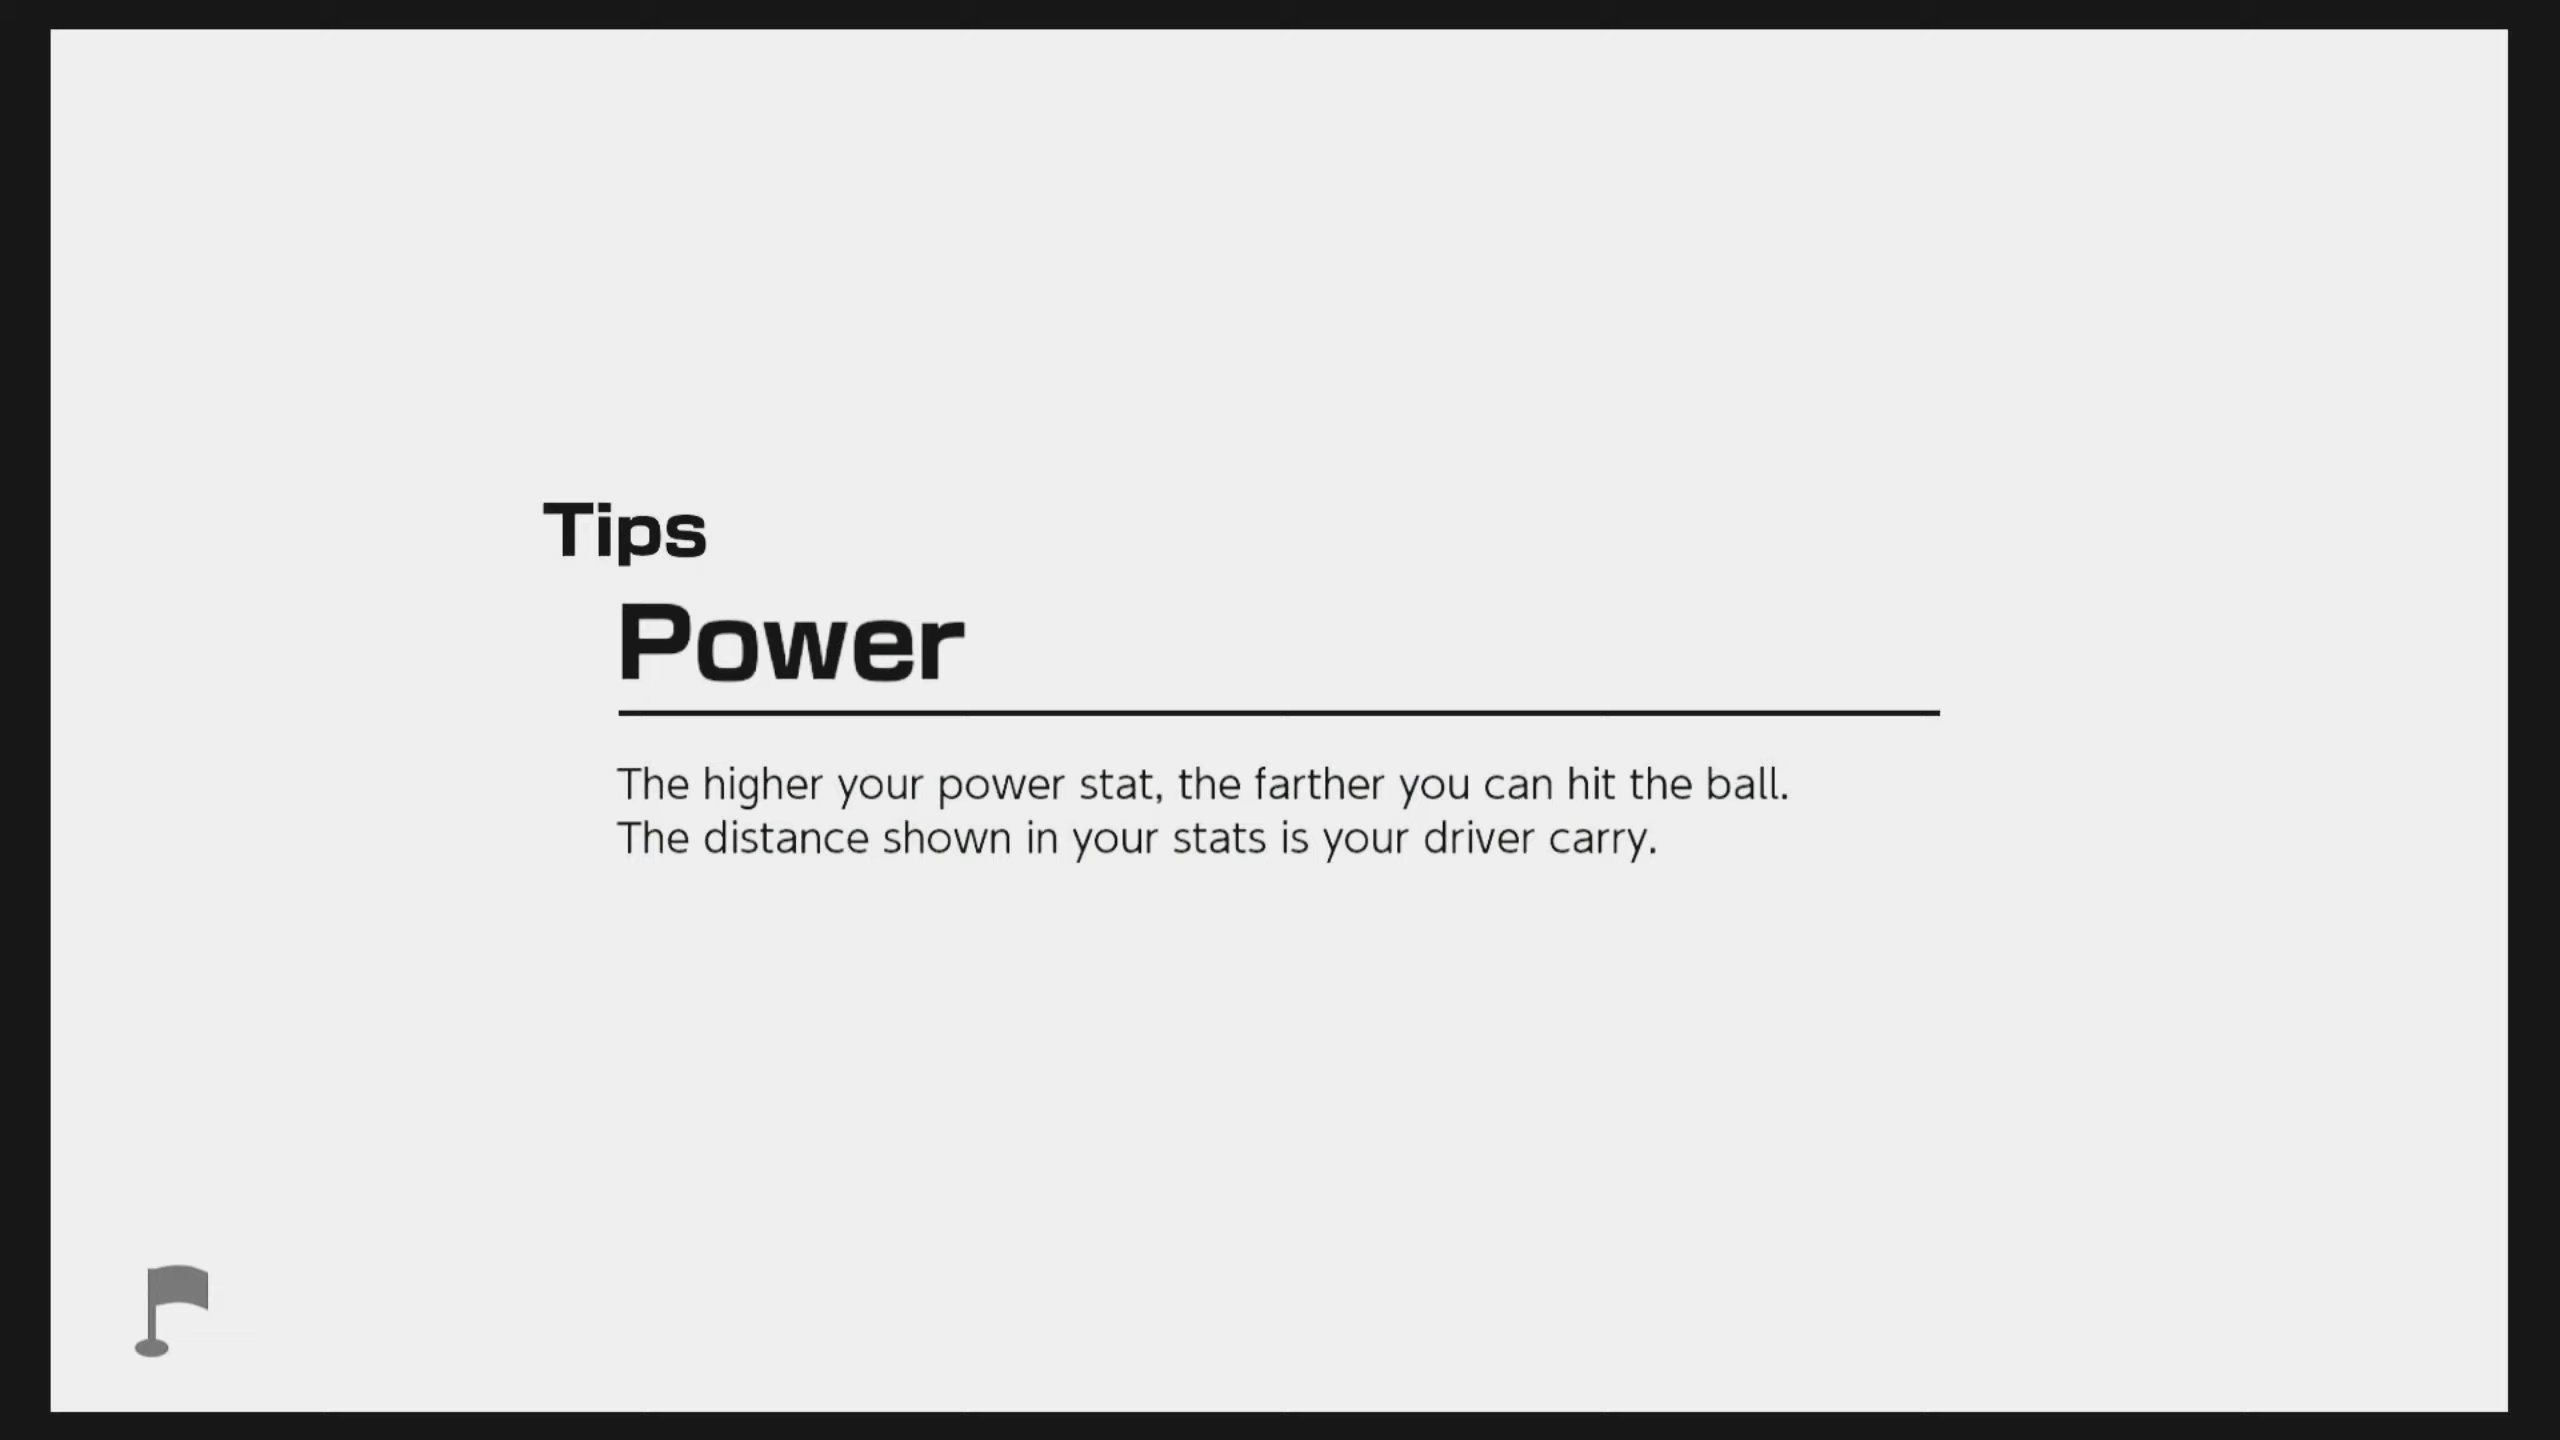 Tips
Power
The higher your power stat, the farther you can hit the ball.
The distance shown in your stats is your driver carry.